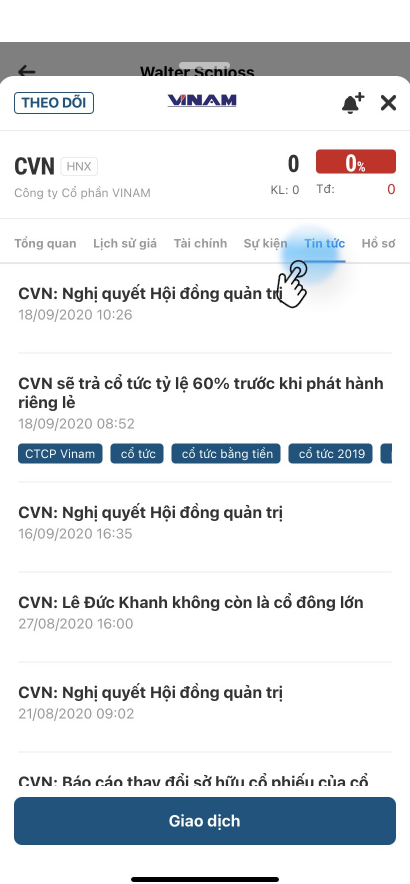 Walter Schloss
THEO DÕI
VINAM
CVN HNX
0
0%
Công ty Cổ phần VINAM
KL: 0
Tđ: 0
Tổng quan Lịch sử giá Tài chính Sự kiện Tin tức Hồ sơ
CVN: Nghị quyết Hội đồng quản trị
18/09/2020 10:26
CVN sẽ trả cổ tức tỷ lệ 60% trước khi phát hành
riêng lẻ
18/09/2020 08:52
CTCP Vinam cổ tức cổ tức bằng tiền cổ tức 2019
CVN: Nghị quyết Hội đồng quản trị
16/09/2020 16:35
CVN: Lê Đức Khanh không còn là cổ đông lớn
27/08/2020 16:00
CVN: Nghị quyết Hội đồng quản trị
21/08/2020 09:02
CVN: Báo cáo thay đổi sở hữu cổ phiếu của cổ
Giao dịch